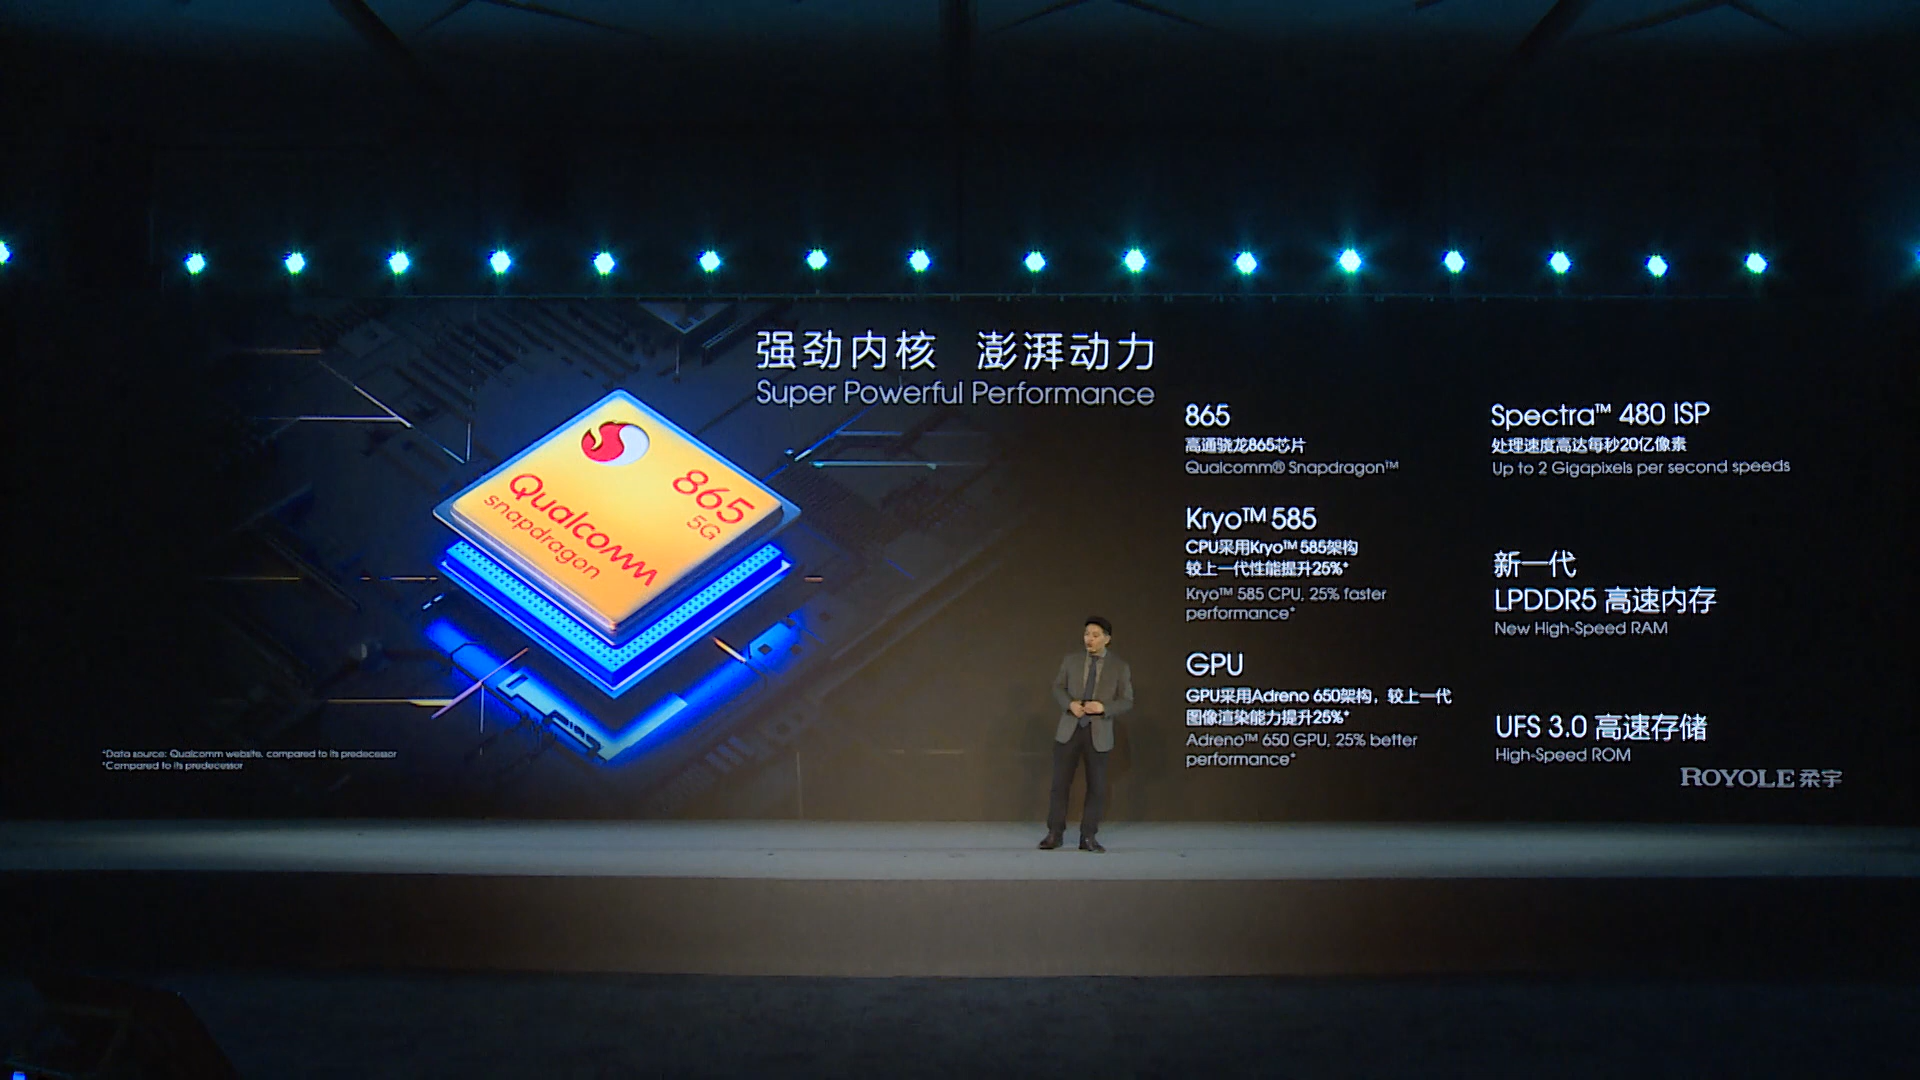 强劲内核 澎湃动力
Super Powerful Performance
865
5G
Qualcomm
snapdragon
865
高通骁龙865芯片
Qualcomm® Snapdragon™
Kryo™ 585
CPU采用Kryo™ 585架构
较上一代性能提升25%*
Kryo™ 585 CPU, 25% faster
performance*
GPU
GPU采用Adreno 650架构，较上一代
图像渲染能力提升25%*
Adreno™ 650 GPU, 25% better
performance*
Spectra™ 480 ISP
处理速度高达每秒20亿像素
Up to 2 Gigapixels per second speeds
新一代
LPDDR5 高速内存
New High-Speed RAM
UFS 3.0 高速存储
High-Speed ROM
*Data source: Qualcomm website, compared to its predecessor
*Compared to its predecessor
ROYOLE 柔宇